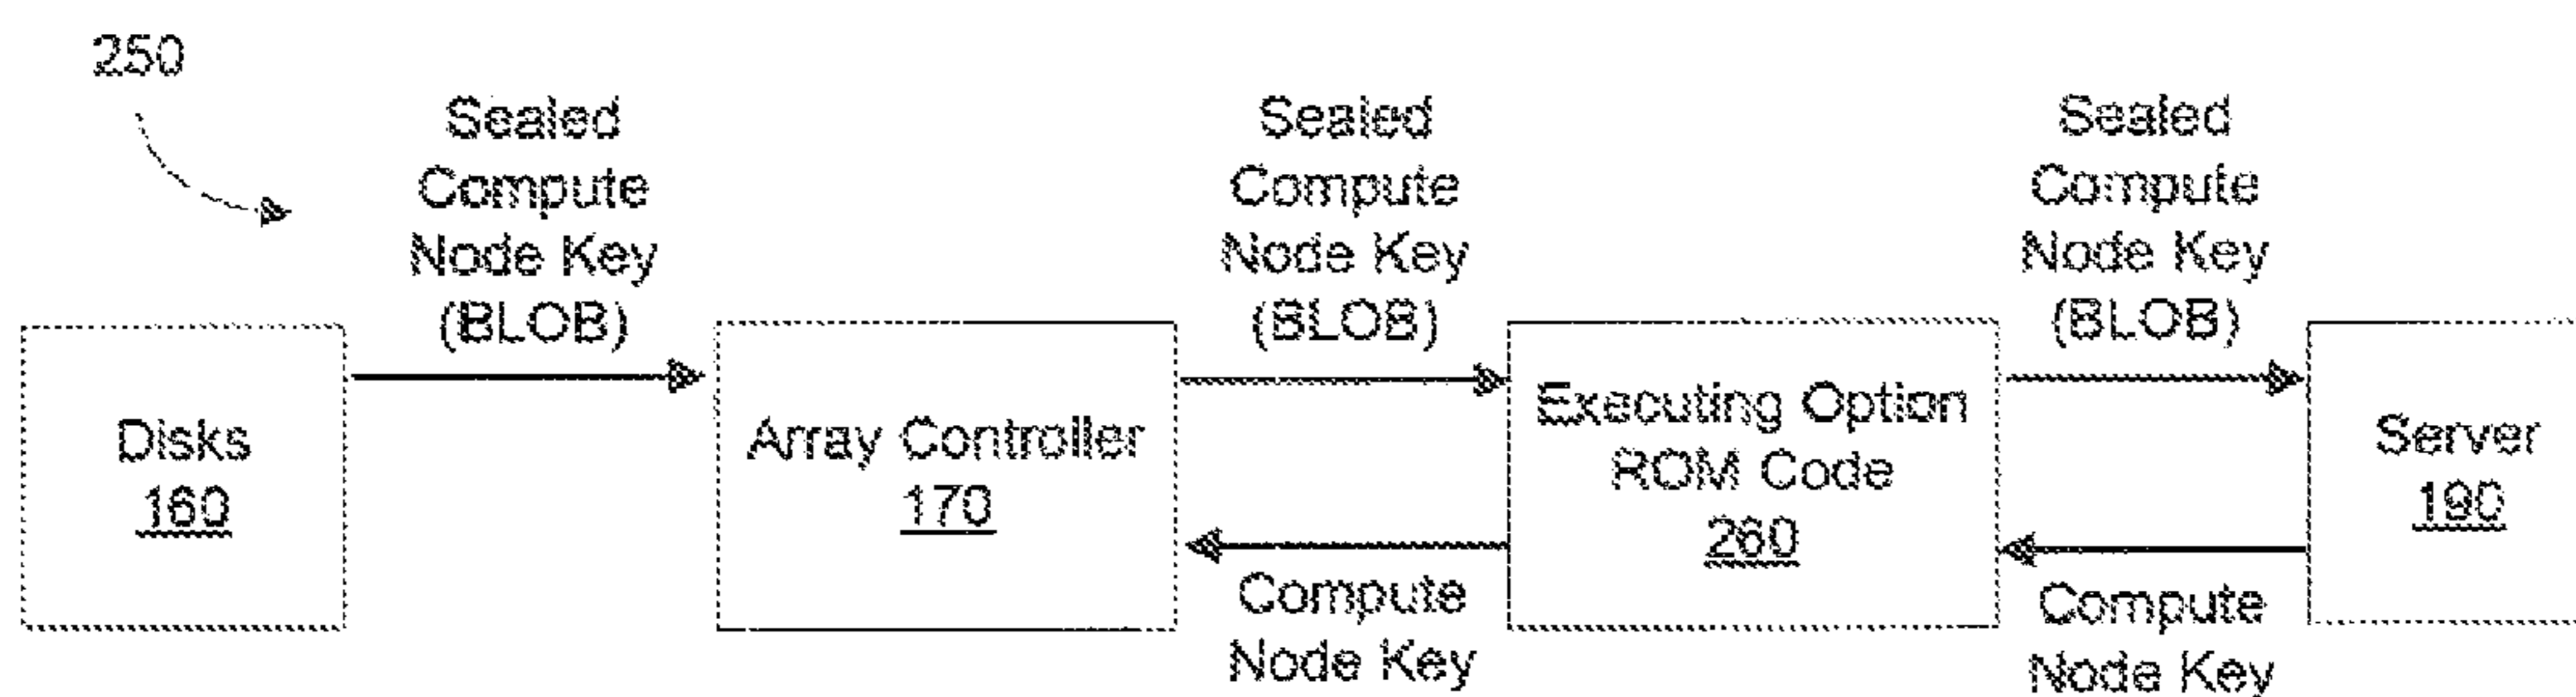 250
Sealed
Compute
Node Key
(BLOB)
Sealed
Compute
Node Key
(BLOB)
Sealed
Compute
Node Key
(BLOB)
Disks
160
Array Controller
170
Executing Option
ROM Code
260
Server
190
Compute
Node Key
Compute
Node Key